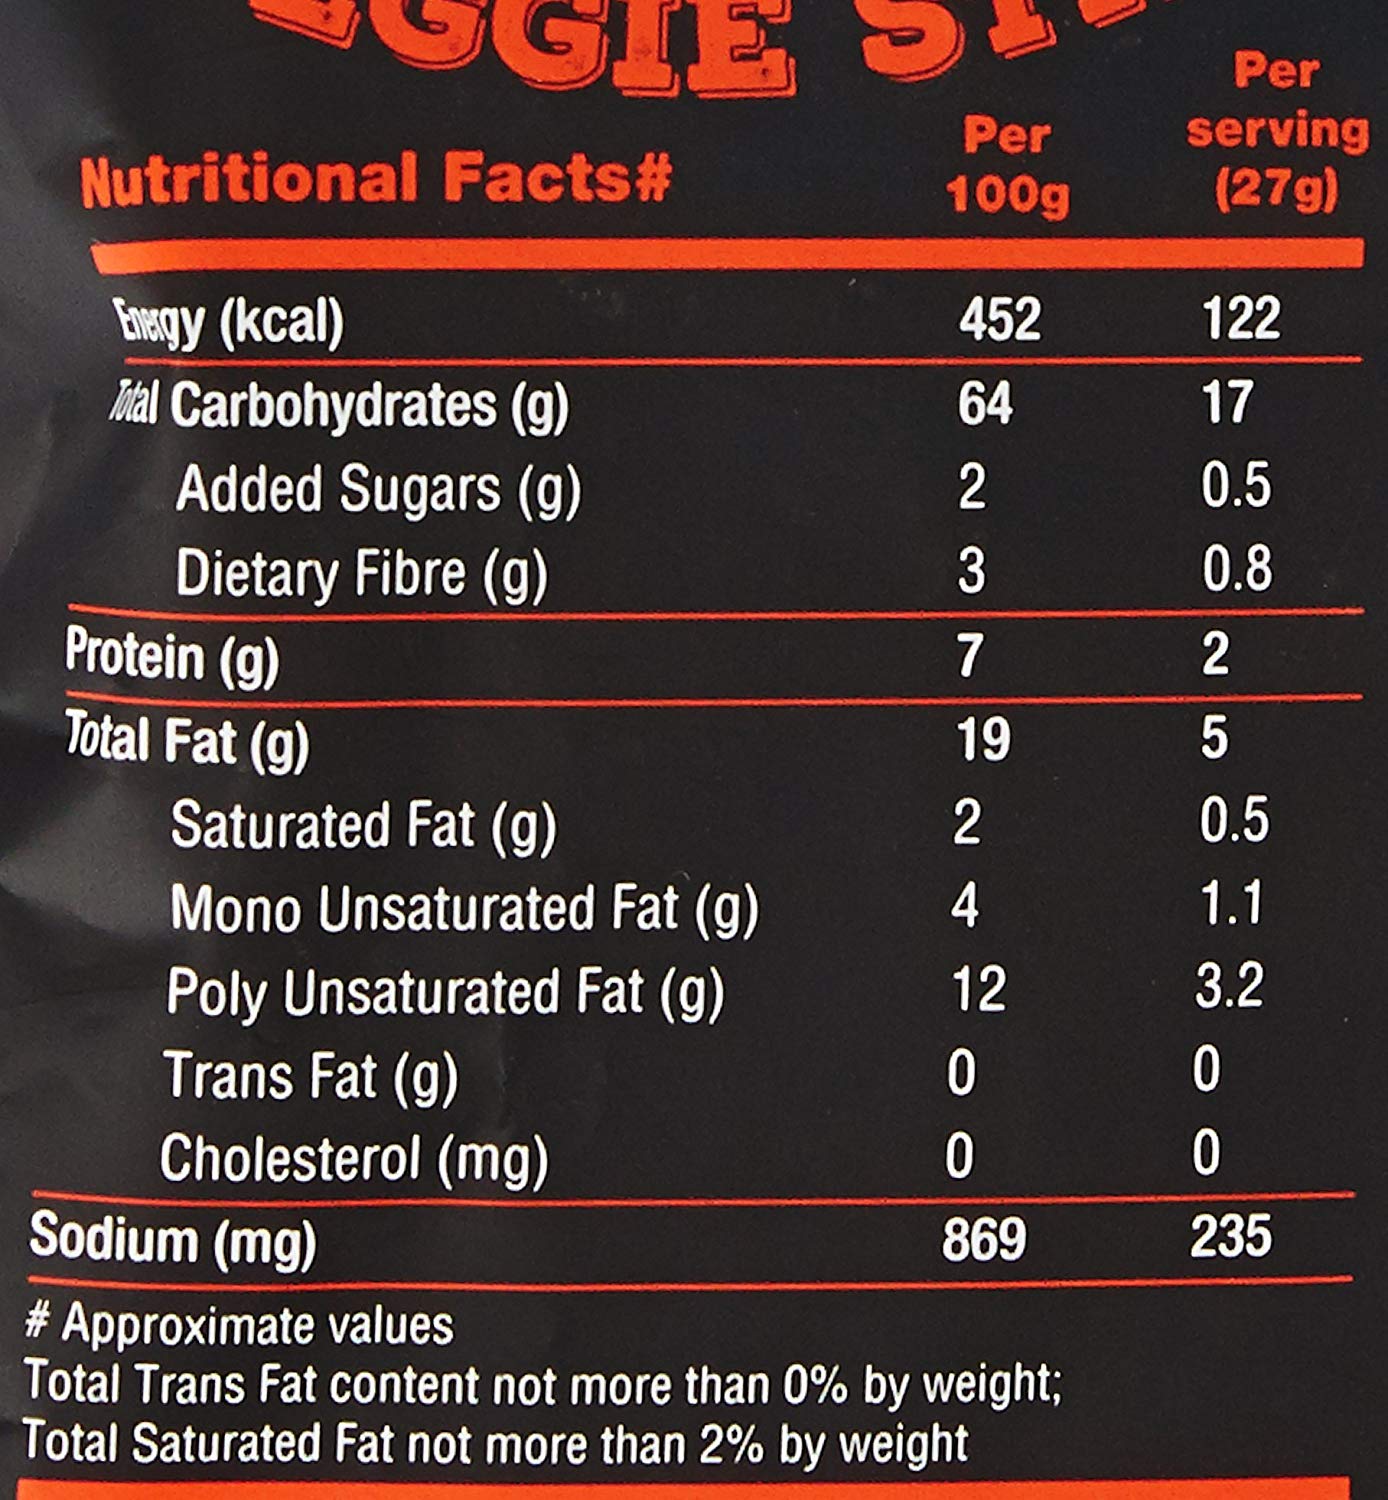 Per
Per serving
Nutritional Facts# 100g (27g)
Energy (kcal) 452 122
Total Carbohydrates (g) 64 17
Added Sugars (g) 2 0.5
Dietary Fibre (g) 3 0.8
Protein (g) 7 2
Total Fat (g) 19 5
Saturated Fat (g) 2 0.5
Mono Unsaturated Fat (g) 4 1.1
Poly Unsaturated Fat (g) 12 3.2
Trans Fat (g) 0 0
Cholesterol (mg) 0 0
Sodium (mg) 869 235
# Approximate values
Total Trans Fat content not more than 0% by weight;
Total Saturated Fat not more than 2% by weight